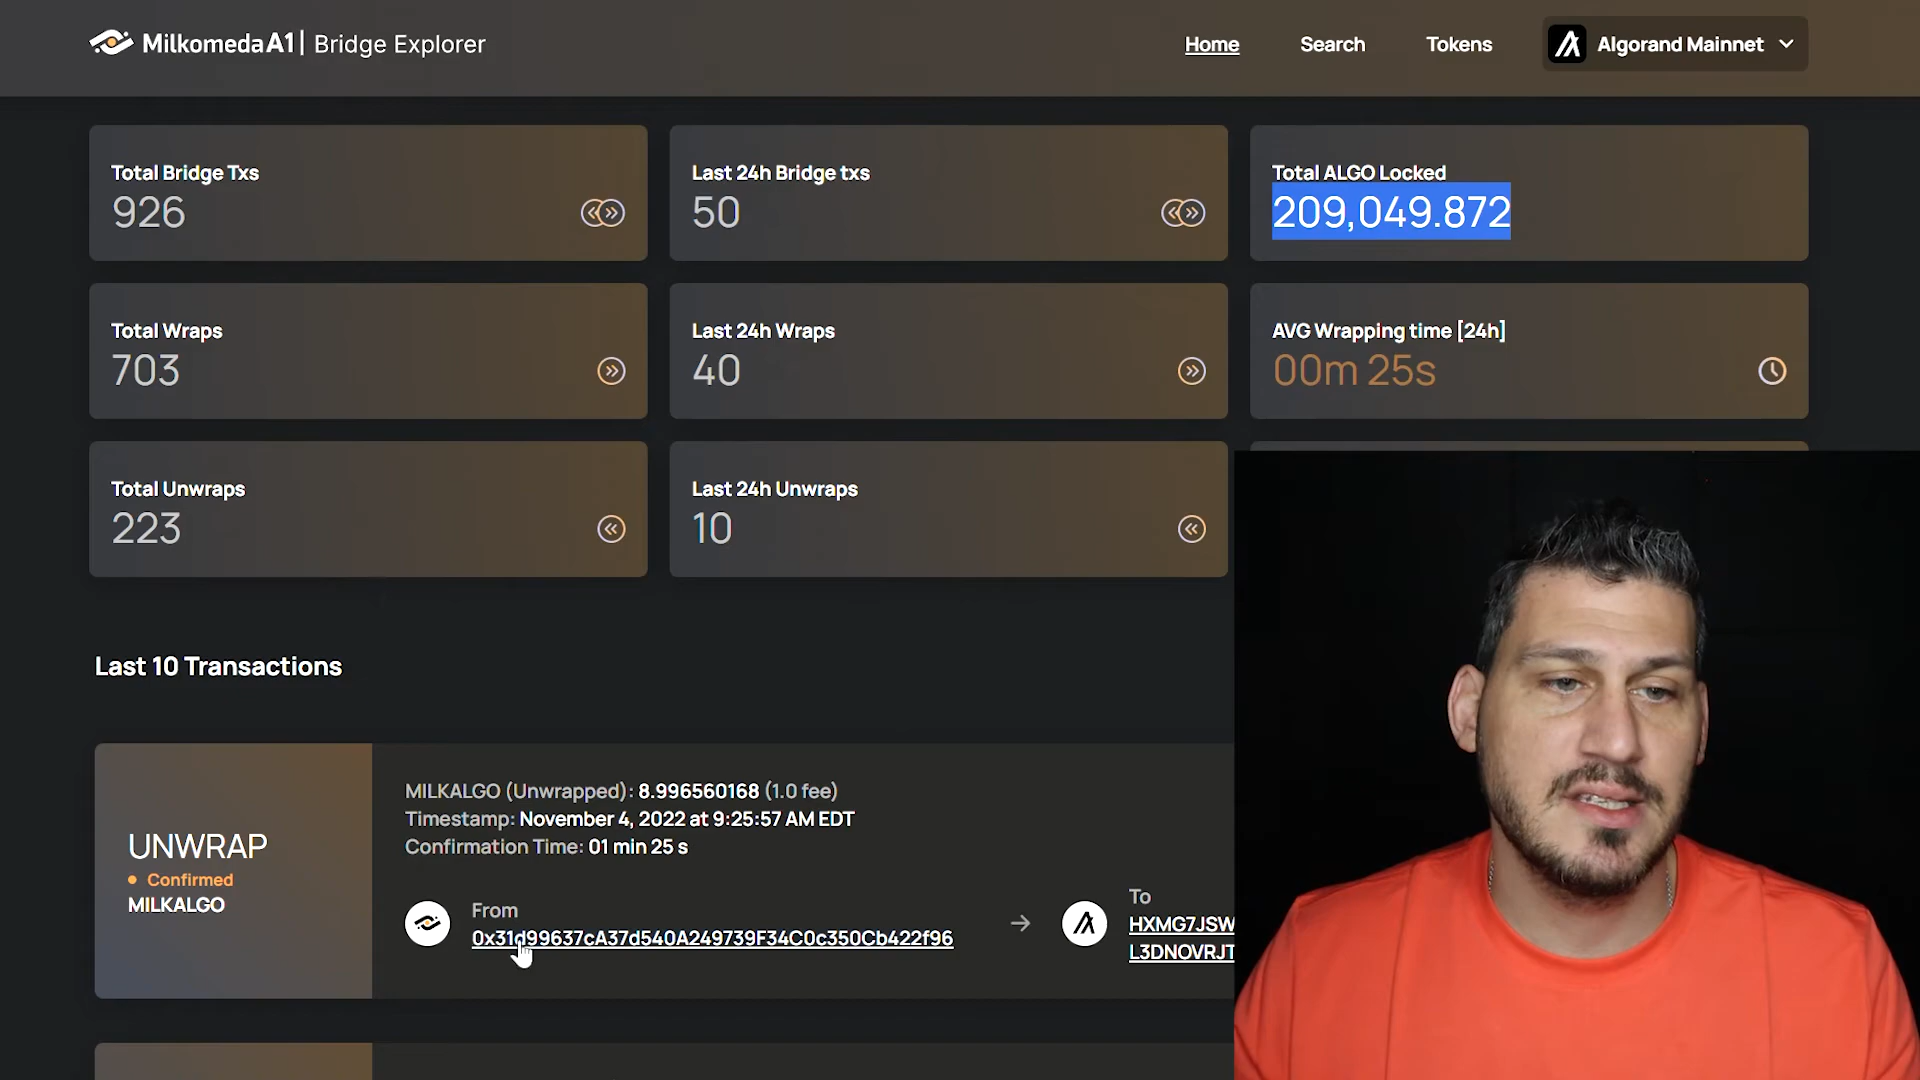 MilkomedaA1 | Bridge Explorer
Home
Search
Tokens
Algorand Mainnet
Total Bridge Txs
926
Last 24h Bridge txs
50
Total ALGO Locked
209,049.872
Total Wraps
703
Last 24h Wraps
40
AVG Wrapping time [24h]
00m 25s
Total Unwraps
223
Last 24h Unwraps
10
Last 10 Transactions
UNWRAP
Confirmed
MILKALGO
MILKALGO (Unwrapped): 8.996560168 (1.0 fee)
Timestamp: November 4, 2022 at 9:25:57 AM EDT
Confirmation Time: 01 min 25 s
From
0x31d99637cA37d540A249739F34C0c350Cb422f96
To
HXMG7JSW
L3DNOVRJT